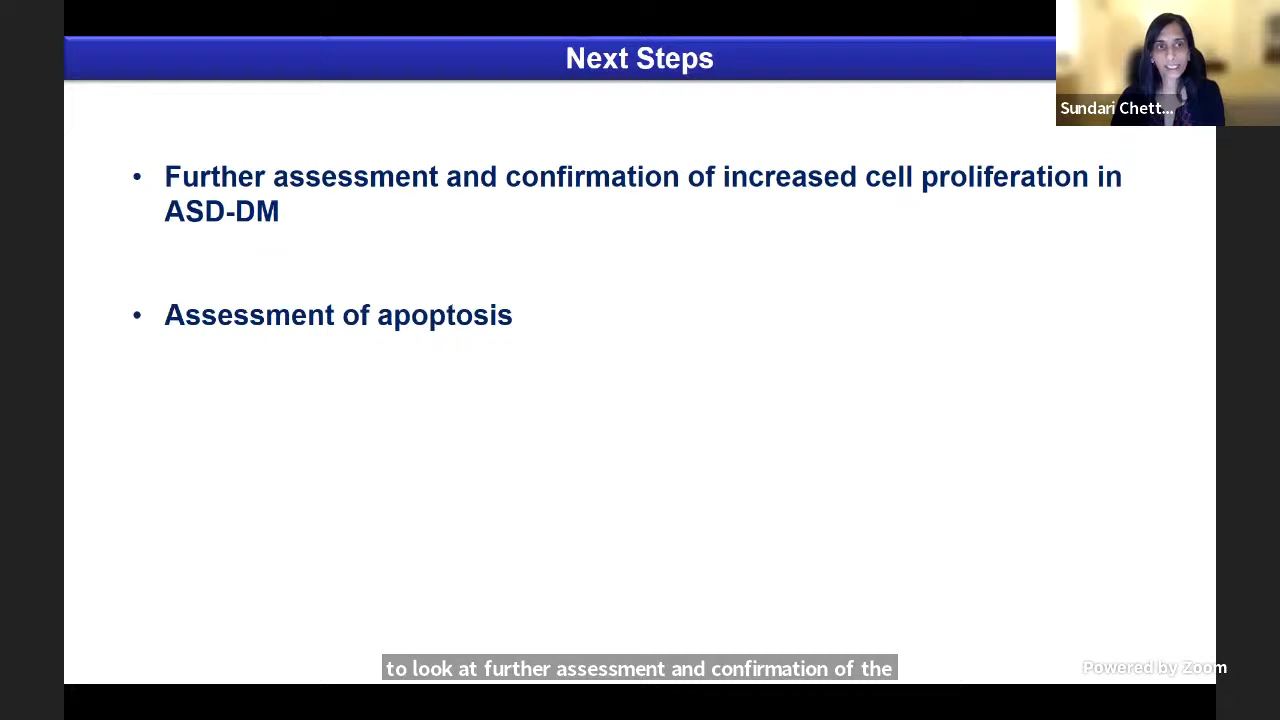 Next Steps
Sundari Chett...
• Further assessment and confirmation of increased cell proliferation in
ASD-DM
• Assessment of apoptosis
to look at further assessment and confirmation of the
Powered by Zoom